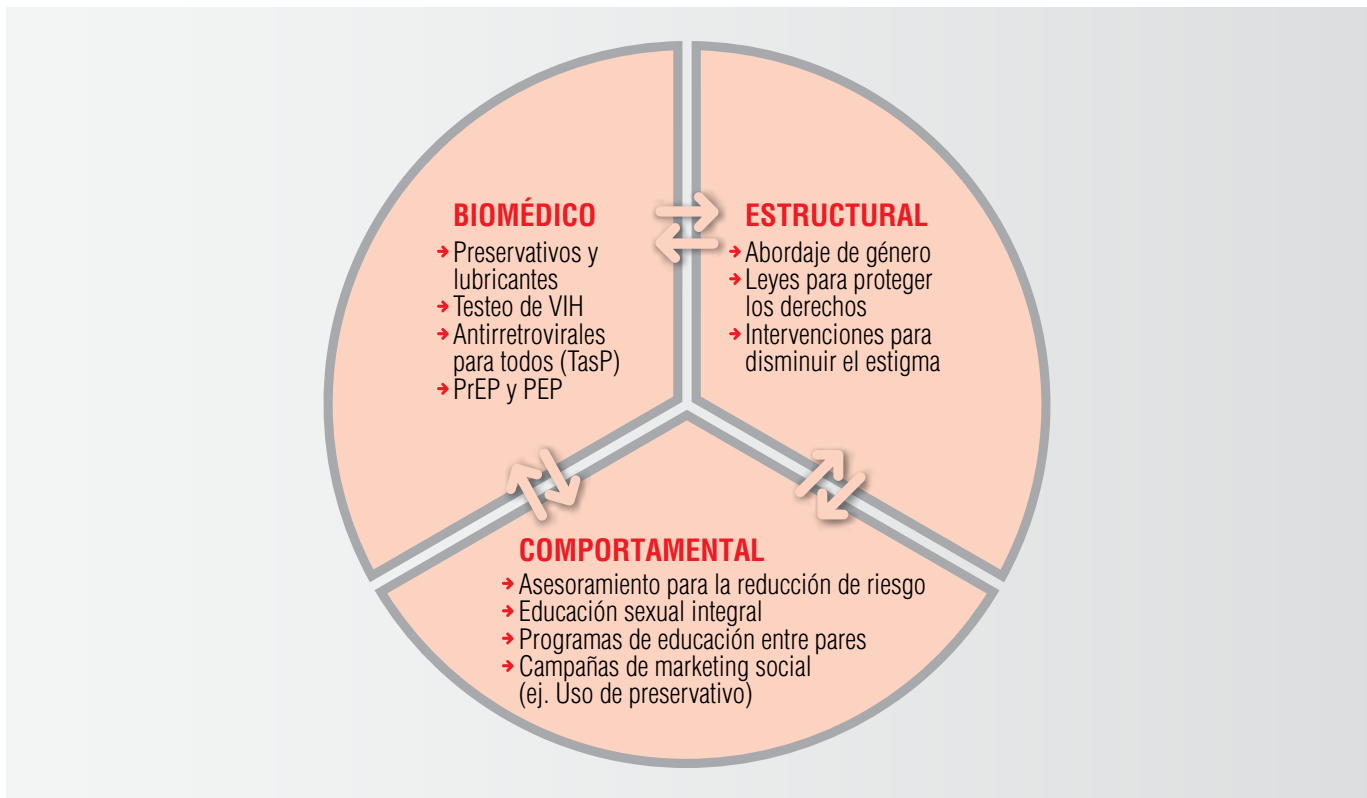 BIOMÉDICO
Preservativos y
lubricantes
Testeo de VIH
Antirretrovirales
para todos (TasP)
PrEP y PEP
ESTRUCTURAL
Abordaje de género
Leyes para proteger
los derechos
Intervenciones para
disminuir el estigma
COMPORTAMENTAL
Asesoramiento para la reducción de riesgo
Educación sexual integral
Programas de educación entre pares
Campañas de marketing social
(ej. Uso de preservativo)